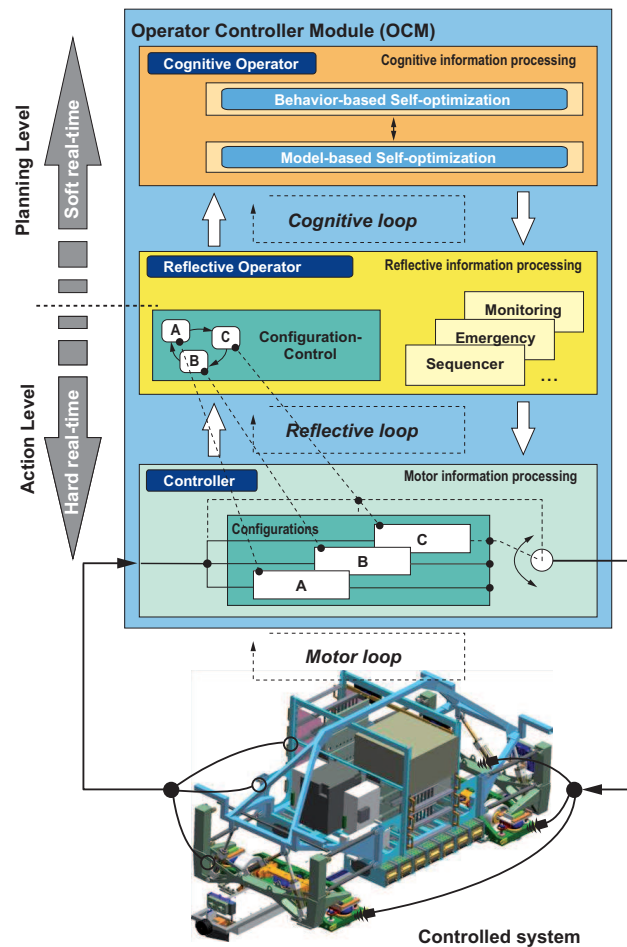 Operator Controller Module (OCM)
Cognitive Operator
Cognitive information processing
Behavior-based Self-optimization
Model-based Self-optimization
Planning Level
Soft real-time
Cognitive loop
Reflective Operator
Reflective information processing
A
C
B
Configuration-
Control
Monitoring
Emergency
Sequencer
...
Action Level
Hard real-time
Reflective loop
Controller
Motor information processing
Configurations
C
B
A
Motor loop
Controlled system